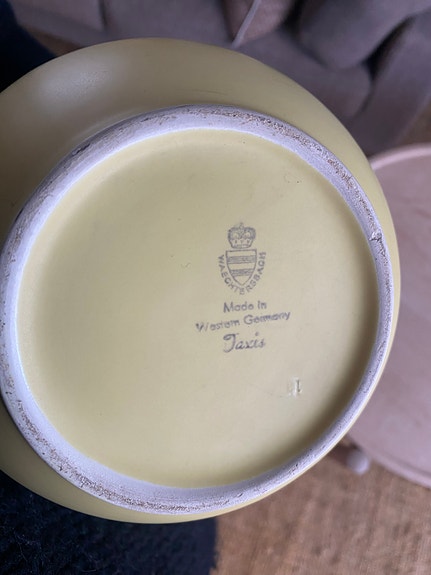 WAECHTERSBACH
Made in
Western Germany
Taxis